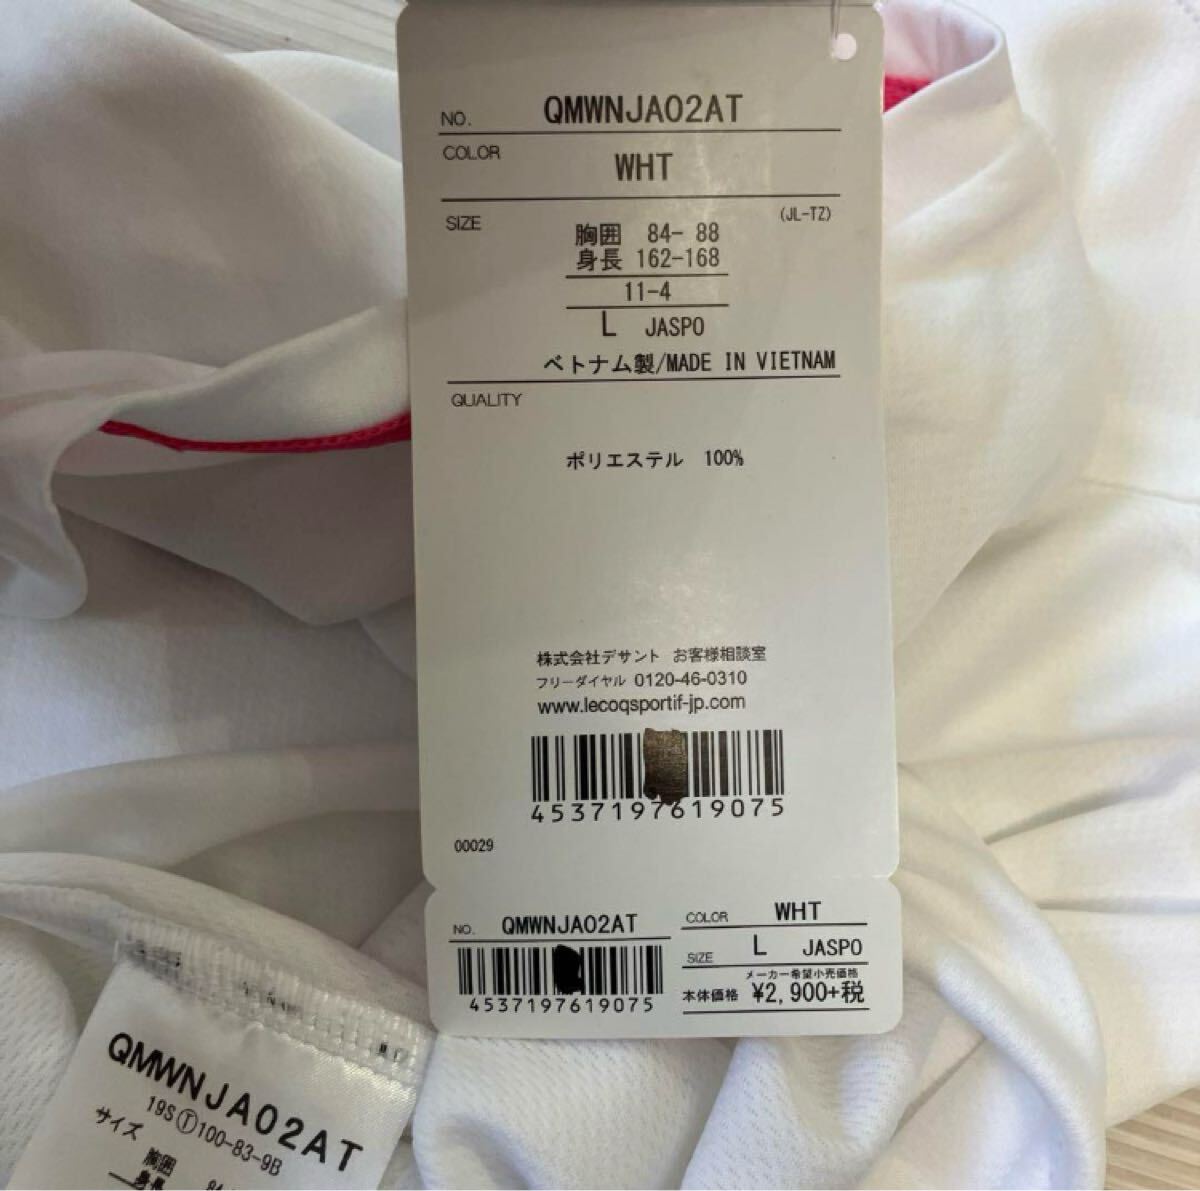 NO. QMWNJA02AT
COLOR WHT
SIZE (JL-TZ)
胸囲 84- 88
身長 162-168
11-4
L JASPO
ベトナム製/MADE IN VIETNAM
QUALITY
ポリエステル 100%
株式会社デサント お客様相談室
フリーダイヤル 0120-46-0310
www.lecoqsportif-jp.com
4537197619075
00029
NO. QMWNJA02AT
4537197619075
COLOR WHT
SIZE L JASPO
メーカー希望小売価格
本体価格 ¥2,900+税
QMWNJA02AT
19SⓉ100-83-9B
サイズ
胸囲
身長